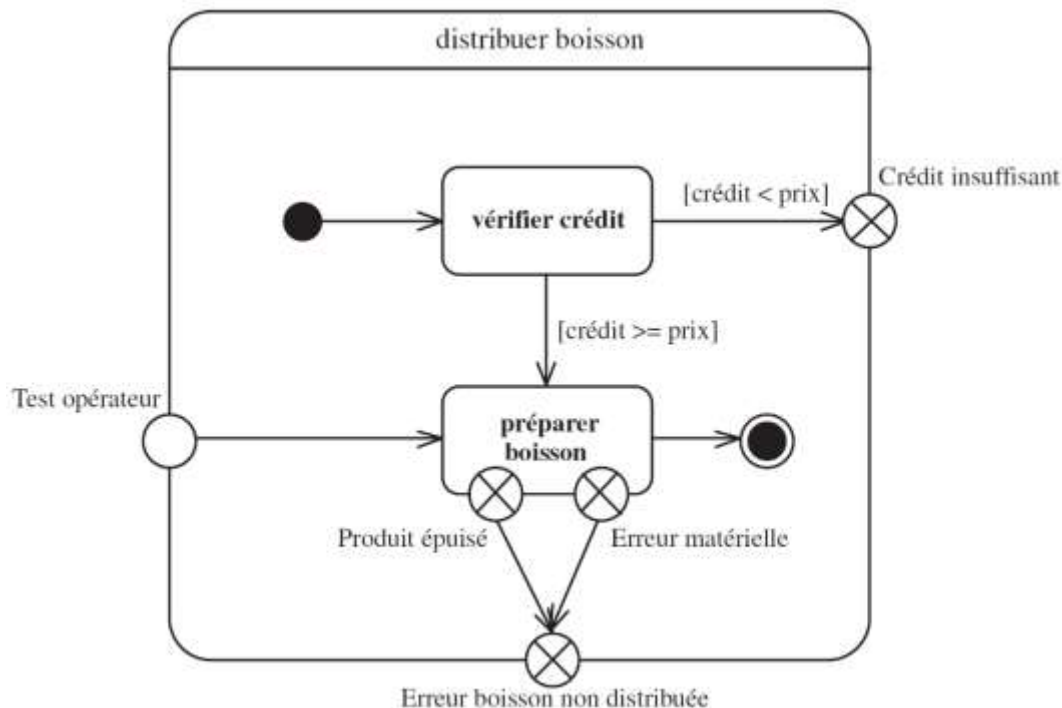 distribuer boisson
Crédit insuffisant
[crédit < prix]
vérifier crédit
[crédit >= prix]
Test opérateur
préparer
boisson
Produit épuisé
Erreur matérielle
Erreur boisson non distribuée